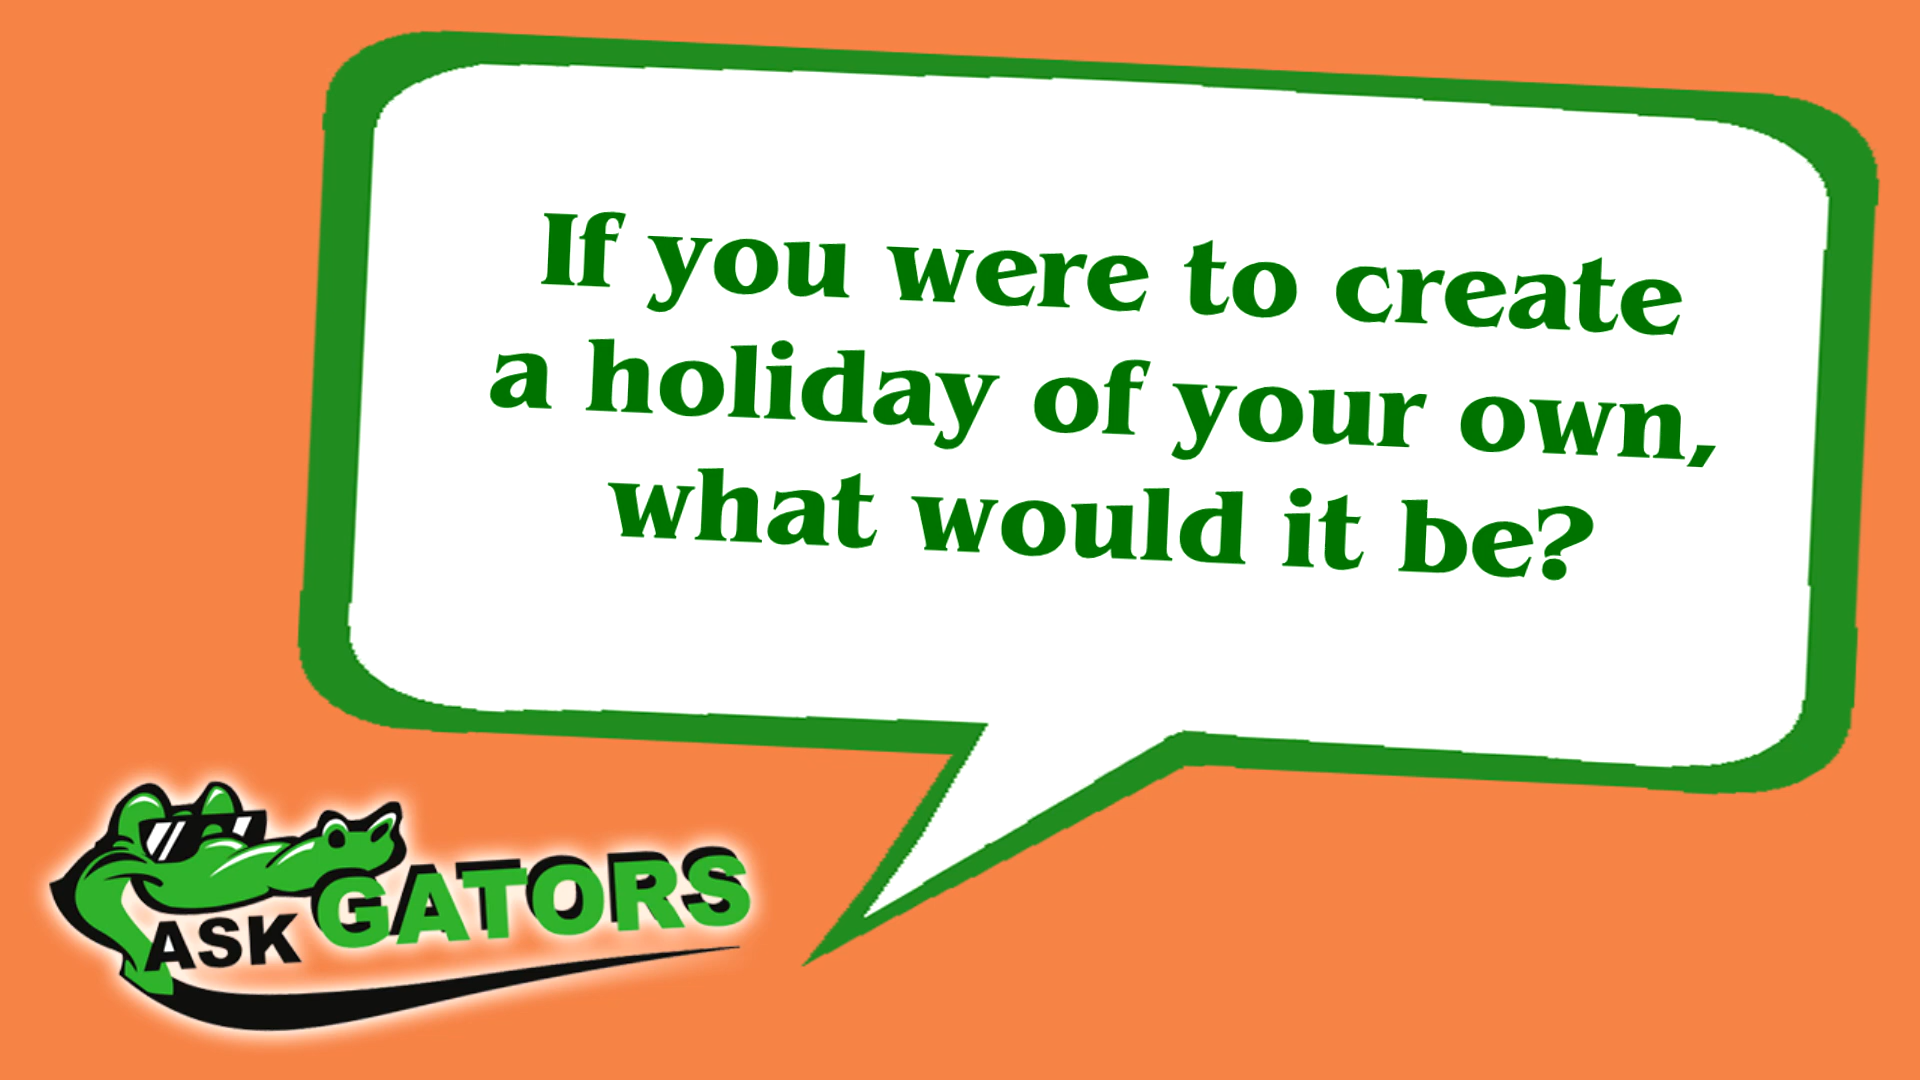 If you were to create
a holiday of your own,
what would it be?
ASK GATORS